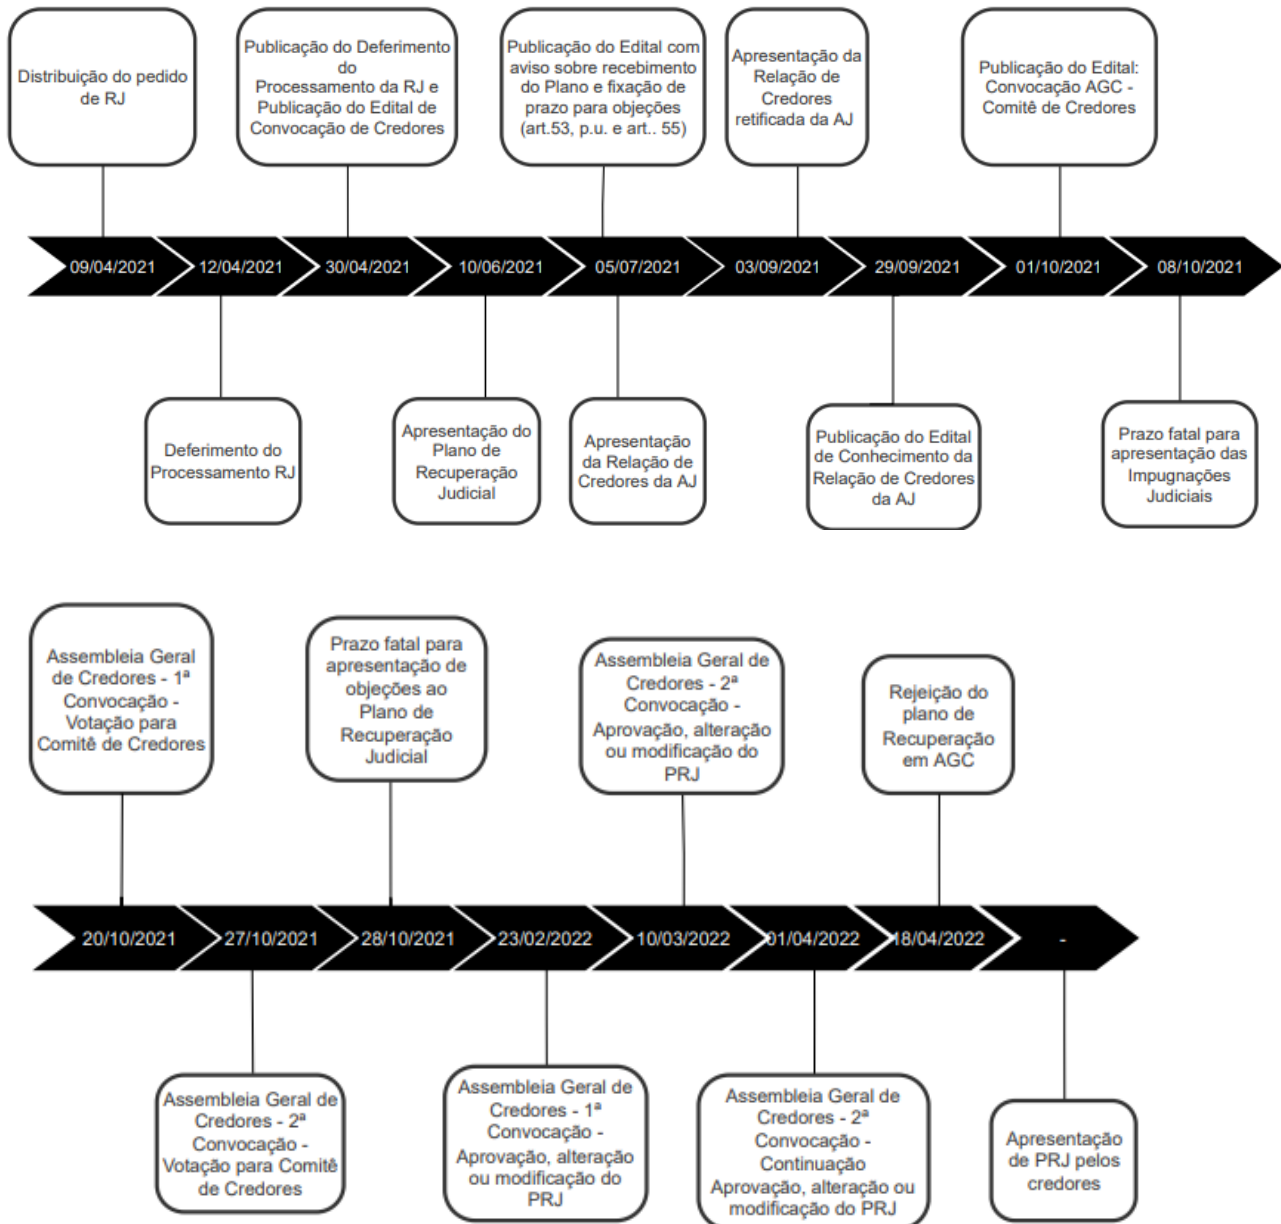 Distribuição do pedido
de RJ
Publicação do Deferimento
do
Processamento da RJ e
Publicação do Edital de
Convocação de Credores
Publicação do Edital com
aviso sobre recebimento
do Plano e fixação de
prazo para objeções
(art.53, p.u. e art.. 55)
Apresentação da
Relação de
Credores
retificada da AJ
Publicação do Edital:
Convocação AGC -
Comitê de Credores
09/04/2021
12/04/2021
30/04/2021
10/06/2021
05/07/2021
03/09/2021
29/09/2021
01/10/2021
08/10/2021
Deferimento do
Processamento RJ
Apresentação do
Plano de
Recuperação
Judicial
Apresentação
da Relação de
Credores da AJ
Publicação do Edital
de Conhecimento da
Relação de Credores
da AJ
Prazo fatal para
apresentação das
Impugnações
Judiciais
Assembleia Geral
de Credores - 1ª
Convocação -
Votação para
Comitê de Credores
Prazo fatal para
apresentação de
objeções ao
Plano de
Recuperação
Judicial
Assembleia Geral de
Credores - 2ª
Convocação -
Aprovação, alteração
ou modificação do
PRJ
Rejeição do
plano de
Recuperação
em AGC
20/10/2021
27/10/2021
28/10/2021
23/02/2022
10/03/2022
01/04/2022
18/04/2022
-
Assembleia Geral de
Credores - 2ª
Convocação -
Votação para Comitê
de Credores
Assembleia Geral de
Credores - 1ª
Convocação -
Aprovação, alteração
ou modificação do
PRJ
Assembleia Geral de
Credores - 2ª
Convocação -
Continuação
Aprovação, alteração ou
modificação do PRJ
Apresentação
de PRJ pelos
credores